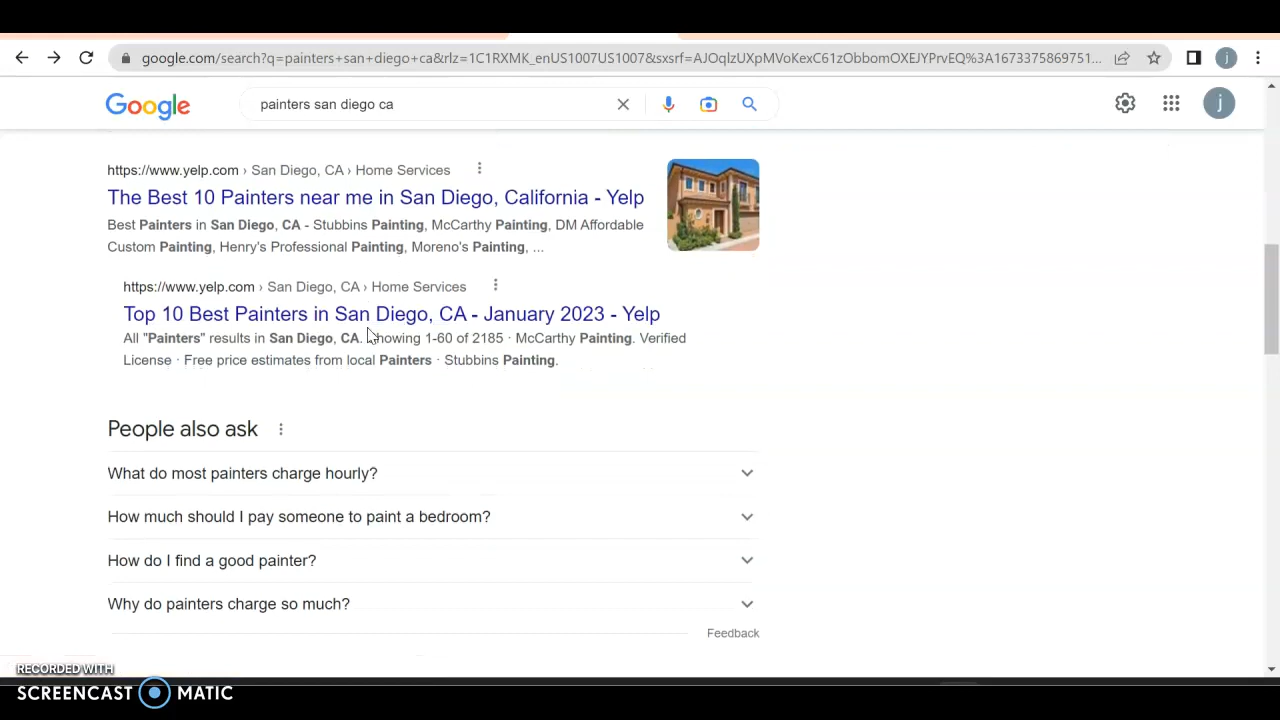 google.com/search?q=painters+san+diego+ca&rlz=1C1RXMK_enUS1007US1007&sxsrf=AJOqlzUXpMVoKexC61zObbomOXEJYPrvEQ%3A1673375869751...
Google
painters san diego ca
j
j
https://www.yelp.com › San Diego, CA › Home Services
The Best 10 Painters near me in San Diego, California - Yelp
Best Painters in San Diego, CA - Stubbins Painting, McCarthy Painting, DM Affordable
Custom Painting, Henry's Professional Painting, Moreno's Painting, ...
https://www.yelp.com › San Diego, CA › Home Services
Top 10 Best Painters in San Diego, CA - January 2023 - Yelp
All "Painters" results in San Diego, CA. Showing 1-60 of 2185 · McCarthy Painting. Verified
License · Free price estimates from local Painters · Stubbins Painting.
People also ask
What do most painters charge hourly?
How much should I pay someone to paint a bedroom?
How do I find a good painter?
Why do painters charge so much?
Feedback
RECORDED WITH
SCREENCAST MATIC